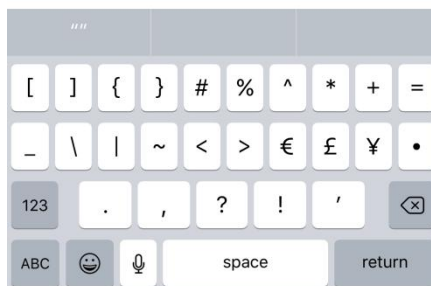 “”
[ ] { } # % ^ * + =
_ \ | ~ < > € £ ¥ •
123 . , ? ! ’
ABC space return